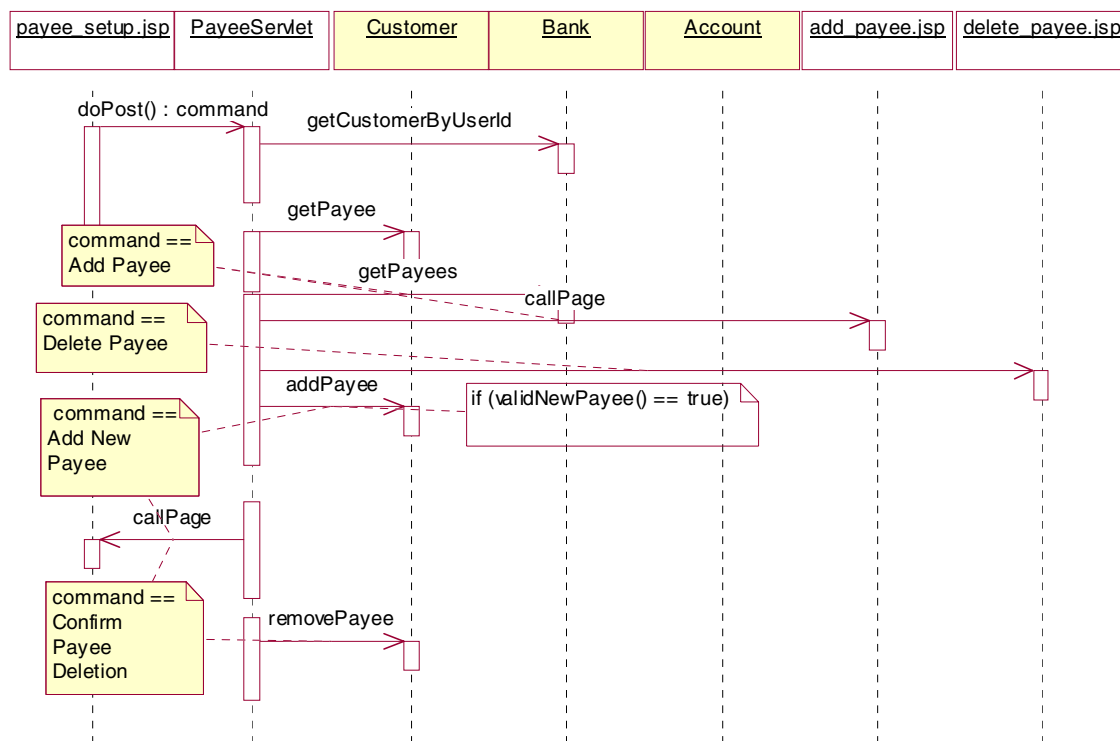 payee_setup.jsp
PayeeServlet
Customer
Bank
Account
add_payee.jsp
delete_payee.jsp
doPost() : command
getCustomerByUserId
getPayee
command ==
Add Payee
getPayees
callPage
command ==
Delete Payee
addPayee
if (validNewPayee() == true)
command ==
Add New
Payee
callPage
command ==
Confirm
Payee
Deletion
removePayee